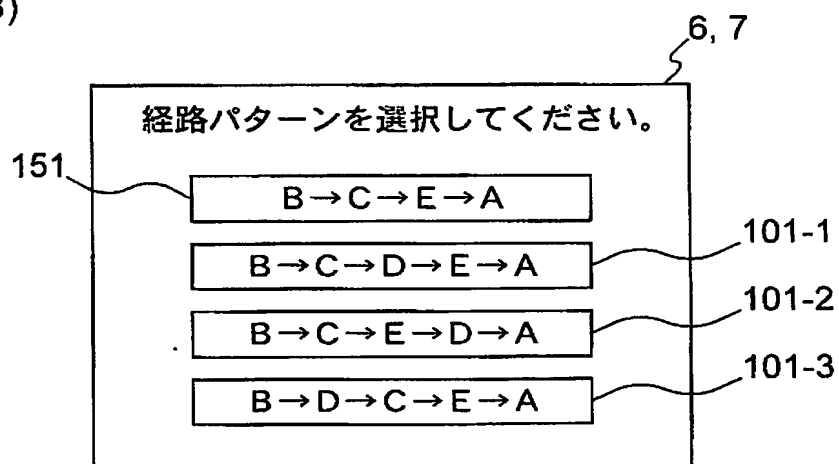 6, 7
経路パターンを選択してください。
151
B→C→E→A
B→C→D→E→A
101-1
B→C→E→D→A
101-2
B→D→C→E→A
101-3